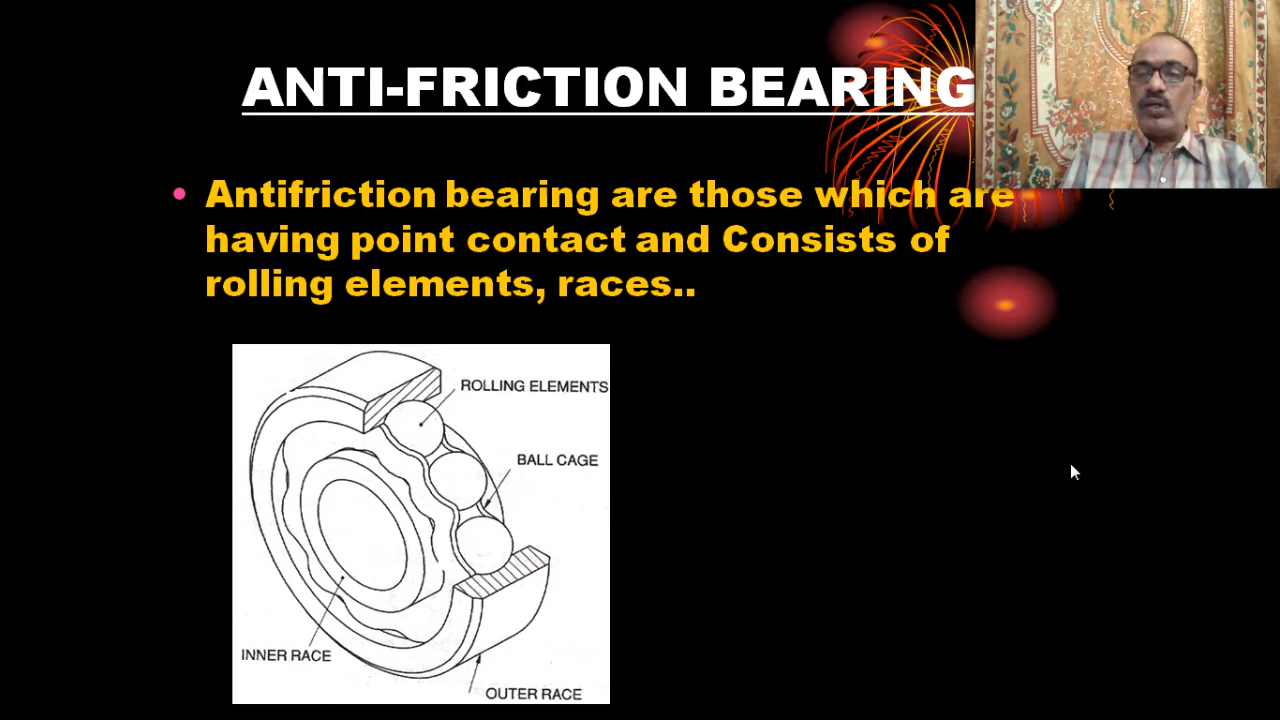 ANTI-FRICTION BEARING
• Antifriction bearing are those which are
having point contact and Consists of
rolling elements, races..
ROLLING ELEMENTS
BALL CAGE
INNER RACE
OUTER RACE